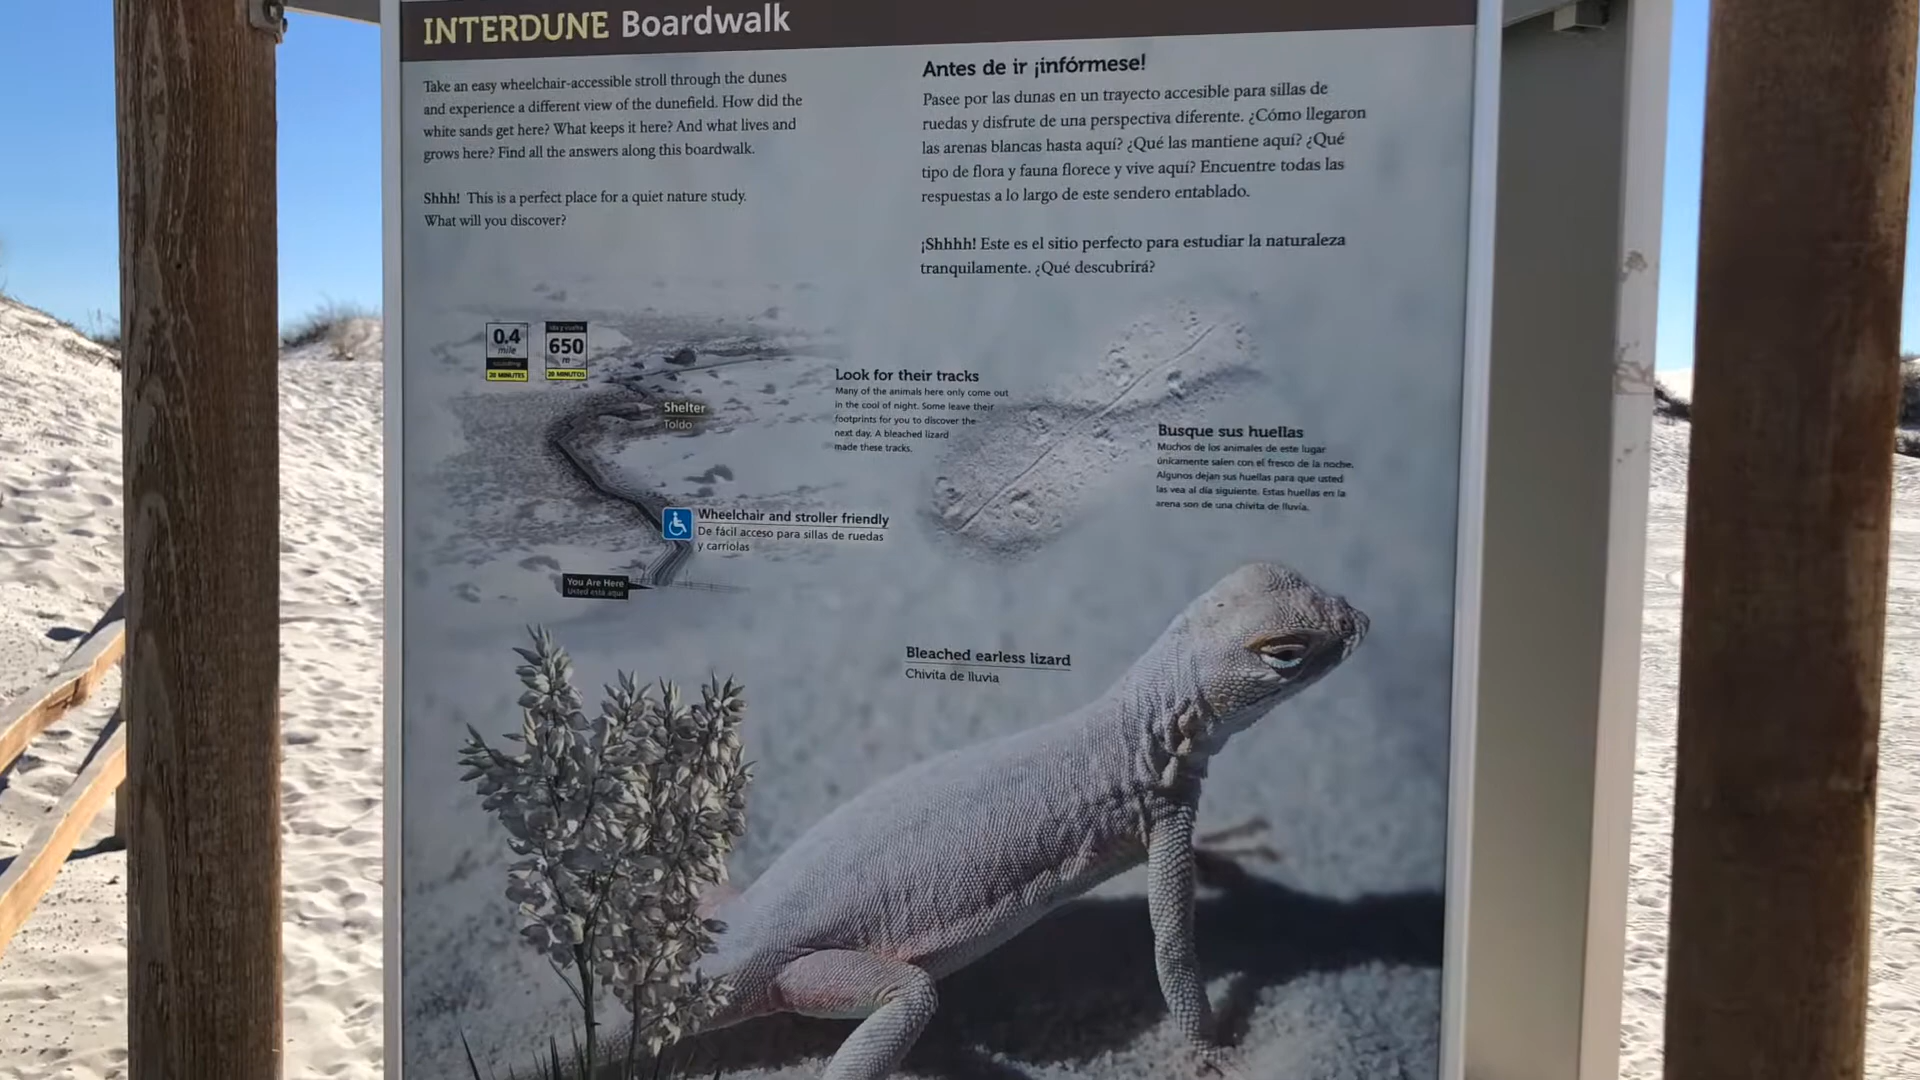 INTERDUNE Boardwalk
Take an easy wheelchair-accessible stroll through the dunes
and experience a different view of the dunefield. How did the
white sands get here? What keeps it here? And what lives and
grows here? Find all the answers along this boardwalk.
Shhh! This is a perfect place for a quiet nature study.
What will you discover?
Antes de ir ¡infórmese!
Pasee por las dunas en un trayecto accesible para sillas de
ruedas y disfrute de una perspectiva diferente. ¿Cómo llegaron
las arenas blancas hasta aquí? ¿Qué las mantiene aquí? ¿Qué
tipo de flora y fauna florece y vive aquí? Encuentre todas las
respuestas a lo largo de este sendero entablado.
¡Shhhh! Este es el sitio perfecto para estudiar la naturaleza
tranquilamente. ¿Qué descubrirá?
0.4
mile
20 MINUTES
ida y vuelta
650
m
20 MINUTOS
Shelter
Toldo
Wheelchair and stroller friendly
De fácil acceso para sillas de ruedas
y carriolas
You Are Here
Usted está aquí
Look for their tracks
Many of the animals here only come out
in the cool of night. Some leave their
footprints for you to discover the
next day. A bleached lizard
made these tracks.
Busque sus huellas
Muchos de los animales de este lugar
únicamente salen con el fresco de la noche.
Algunos dejan sus huellas para que usted
las vea al día siguiente. Estas huellas en la
arena son de una chivita de lluvia.
Bleached earless lizard
Chivita de lluvia